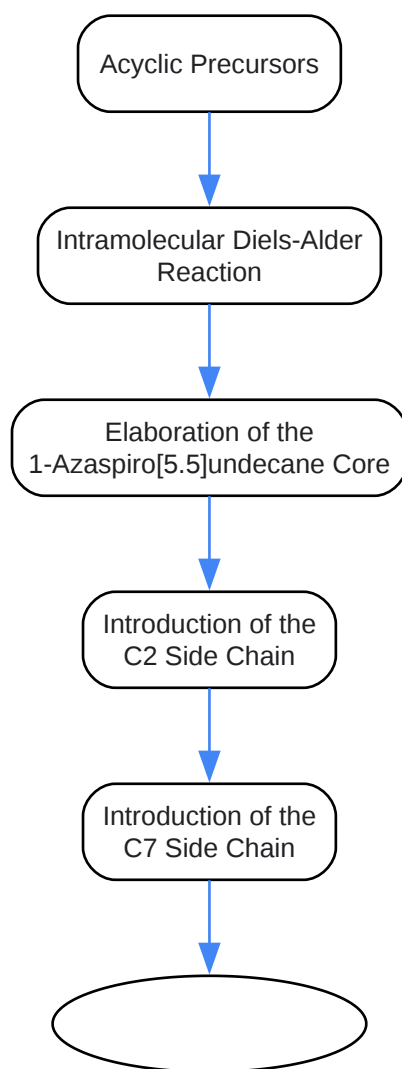 Acyclic Precursors
Intramolecular Diels-Alder
Reaction
Elaboration of the
1-Azaspiro[5.5]undecane Core
Introduction of the
C2 Side Chain
Introduction of the
C7 Side Chain